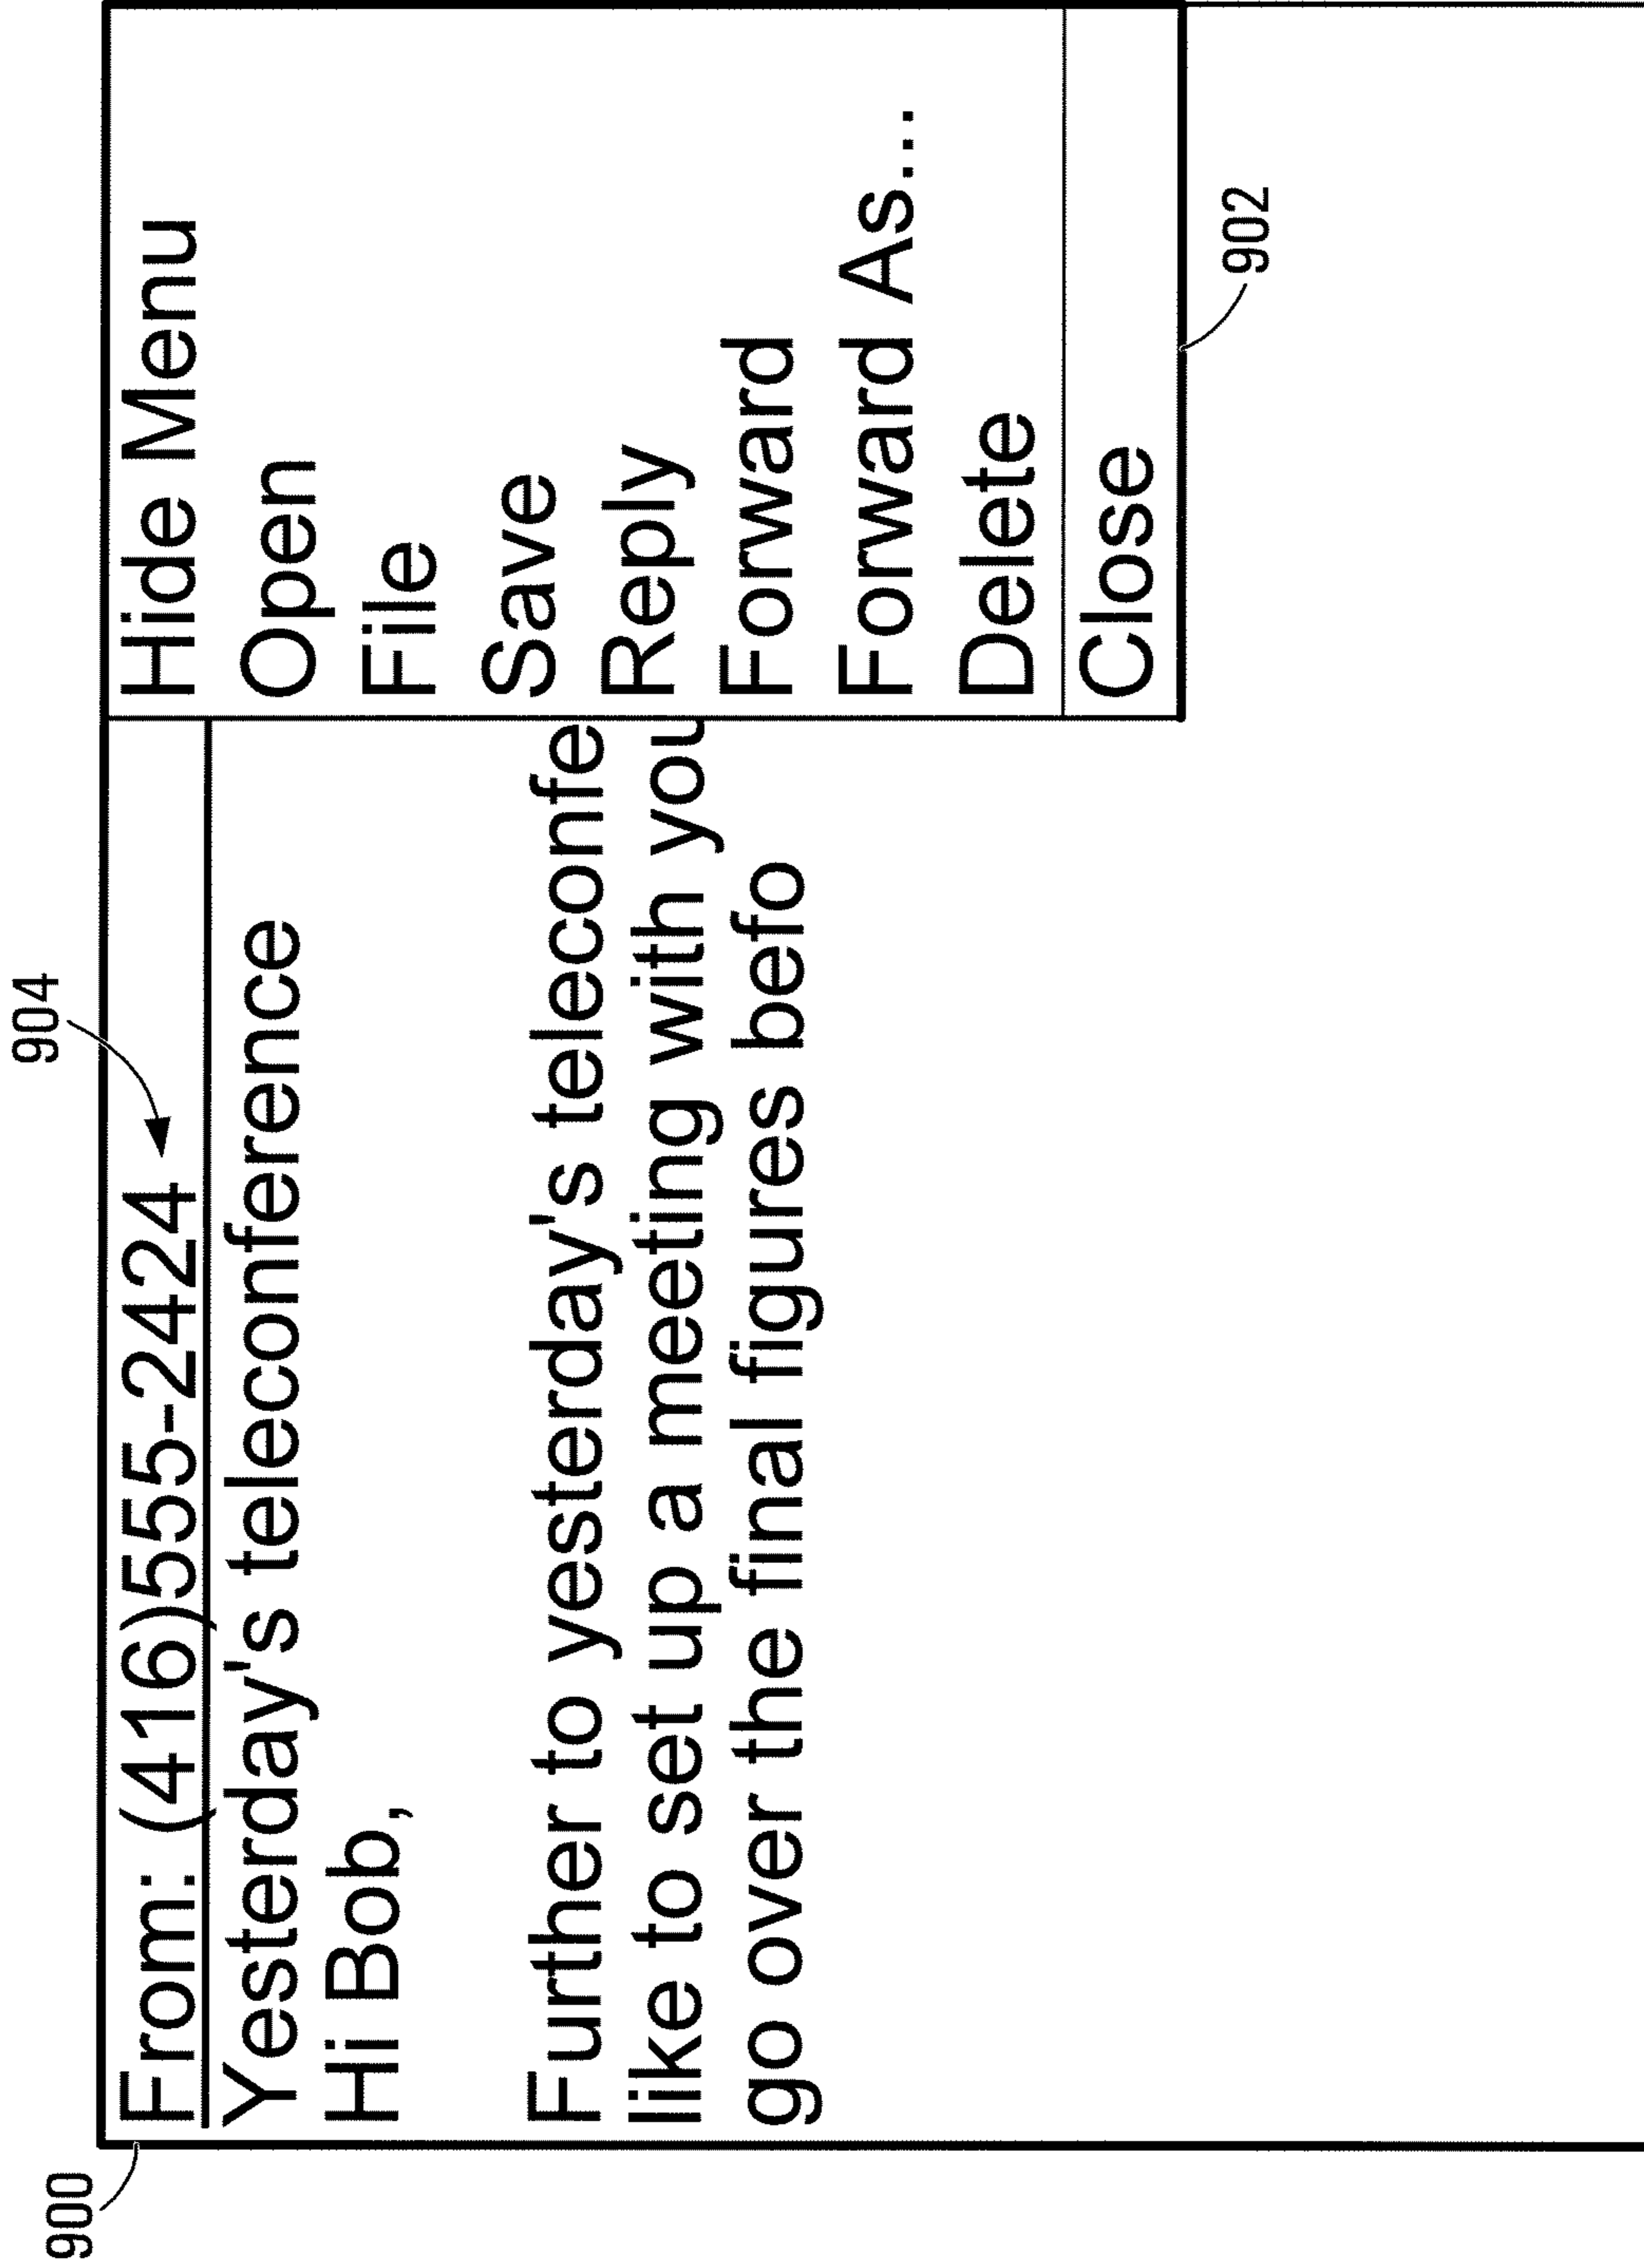 904
900
From: (416)555-2424
Yesterday's teleconference
Hi Bob,
Further to yesterday's teleconfe
like to set up a meeting with you
go over the final figures befo
Hide Menu
Open
File
Save
Reply
Forward
Forward As...
Delete
Close
902